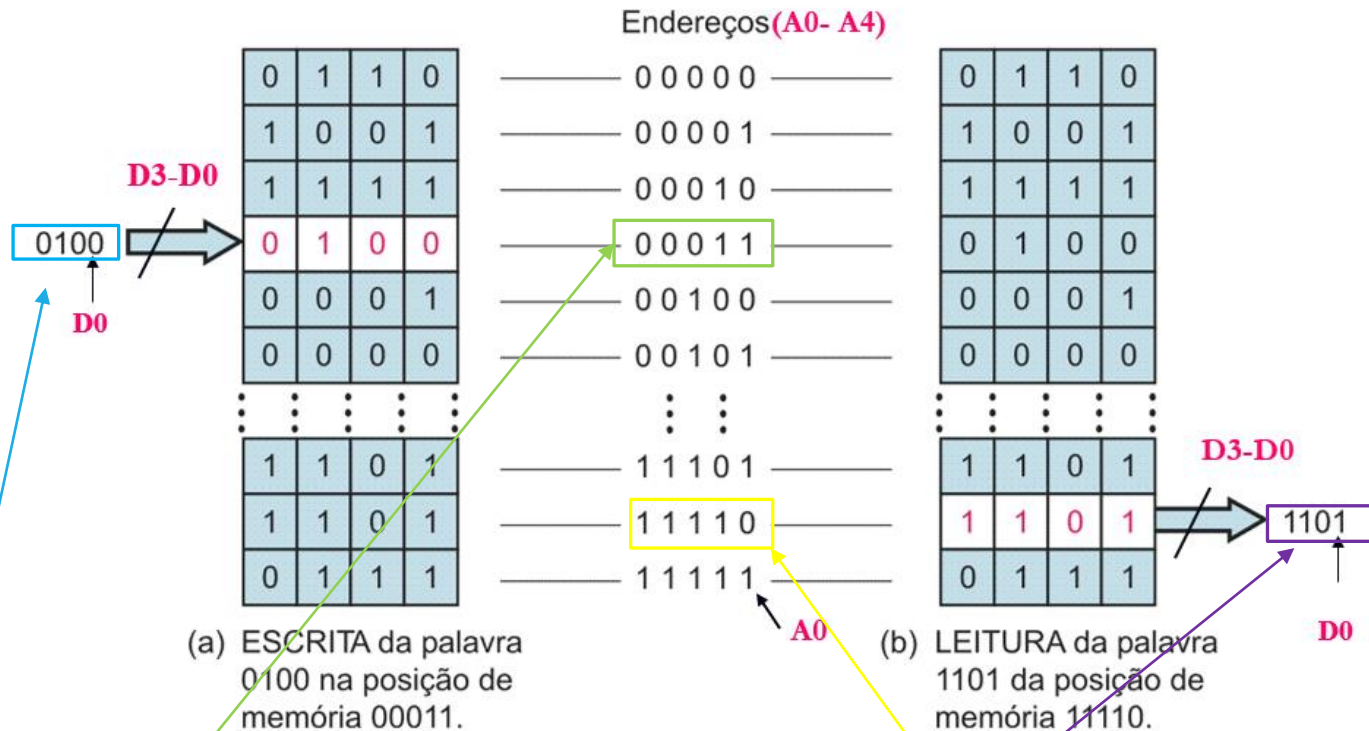 Endereços(A0- A4)
0 1 1 0 0 0 0 0 0 0 1 1 0
1 0 0 1 0 0 0 0 1 1 0 0 1
D3-D0
1 1 1 1 0 0 0 1 0 1 1 1 1
0100 0 1 0 0 0 0 0 1 1 0 1 0 0
D0
0 0 0 1 0 0 1 0 0 0 0 0 1
0 0 0 0 0 0 1 0 1 0 0 0 0
1 1 0 1 1 1 1 0 1 1 1 0 1
D3-D0
1 1 0 1 1 1 1 1 0 1 1 0 1 1101
0 1 1 1 1 1 1 1 1 0 1 1 1
A0
D0
(a) ESCRITA da palavra
0100 na posição de
memória 00011.
(b) LEITURA da palavra
1101 da posição de
memória 11110.